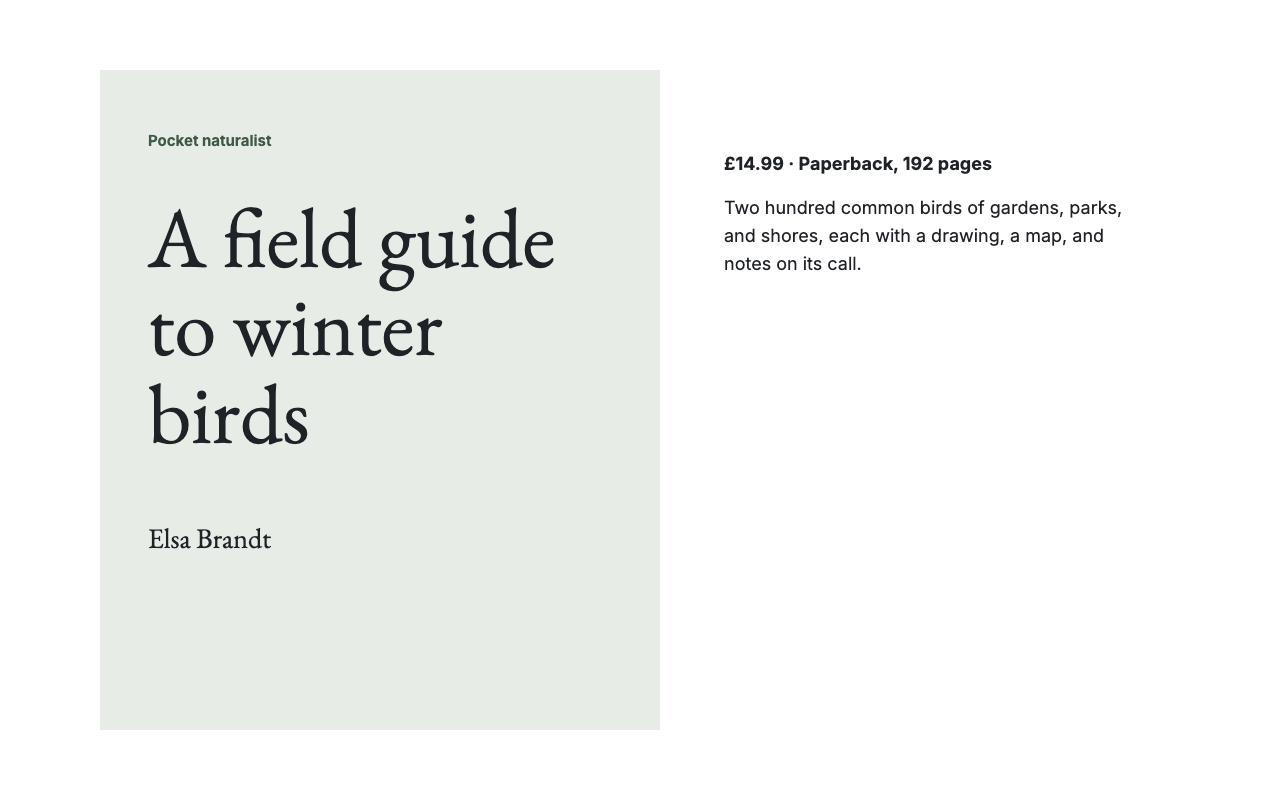 Pocket naturalist
A field guide
to winter
birds
Elsa Brandt
£14.99 · Paperback, 192 pages
Two hundred common birds of gardens, parks,
and shores, each with a drawing, a map, and
notes on its call.